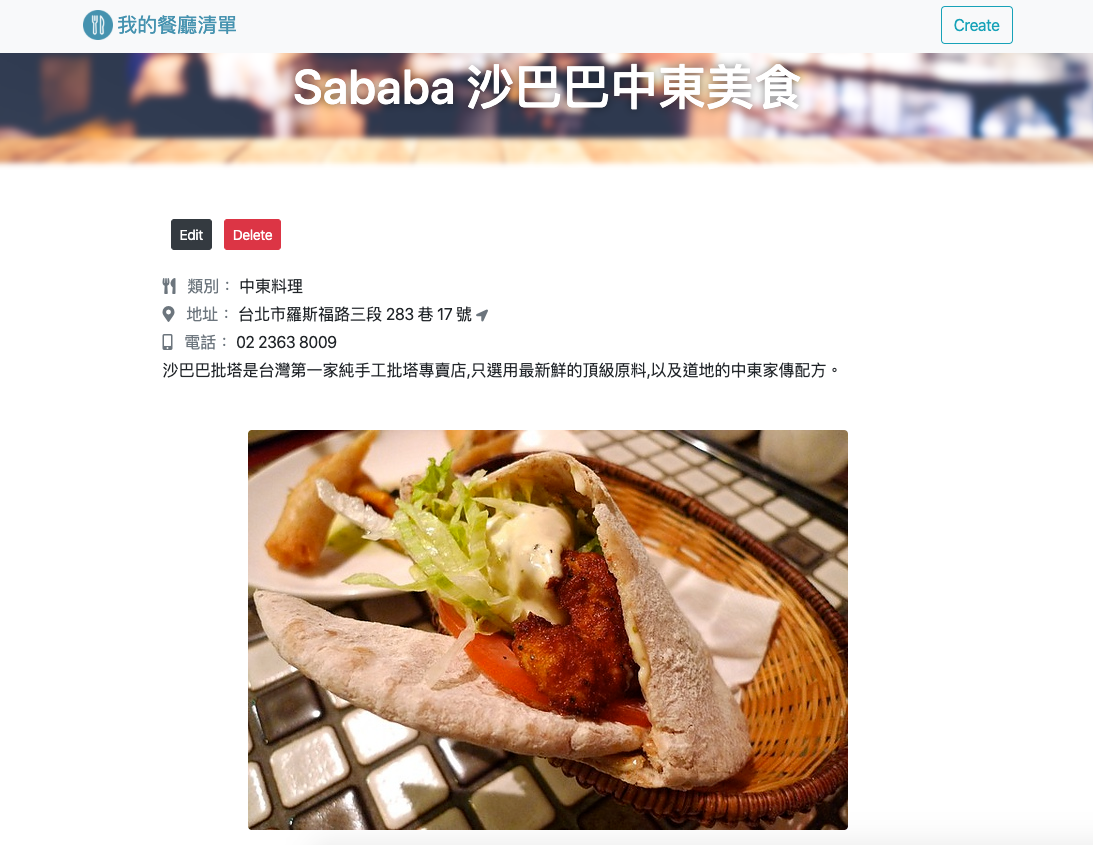 我的餐廳清單
Create
Sababa 沙巴巴中東美食
Edit
Delete
類別： 中東料理
地址： 台北市羅斯福路三段 283 巷 17 號
電話： 02 2363 8009
沙巴巴批塔是台灣第一家純手工批塔專賣店,只選用最新鮮的頂級原料,以及道地的中東家傳配方。